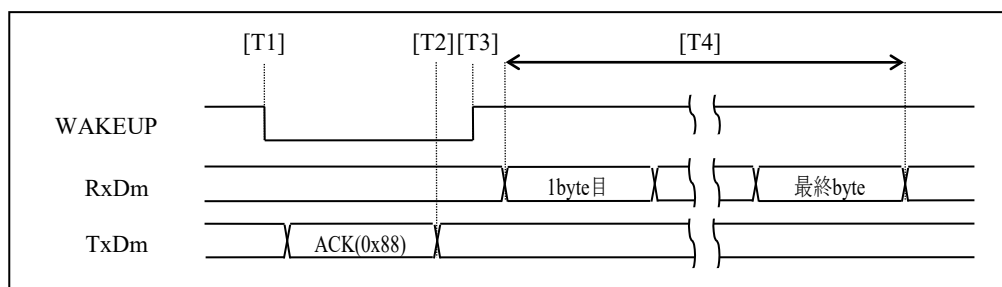 [T1] [T2][T3] [T4]
WAKEUP
RxDm 1byte目 最終byte
TxDm ACK(0x88)